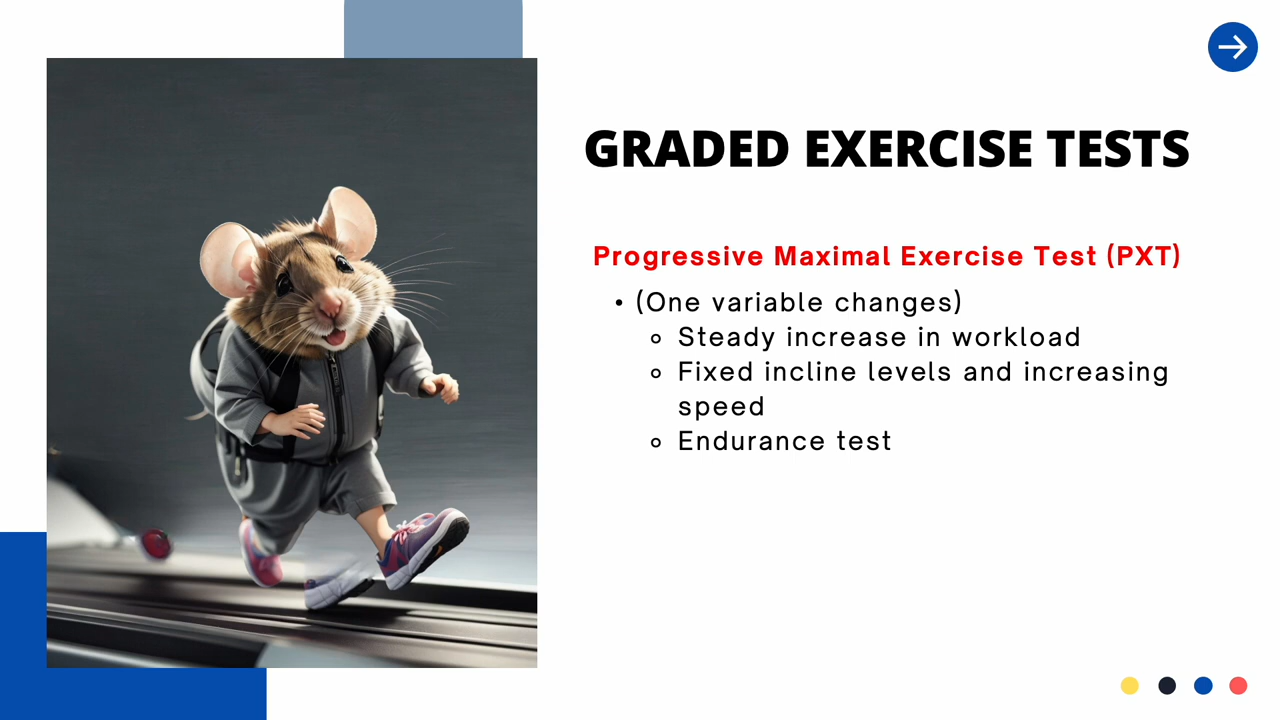 GRADED EXERCISE TESTS
Progressive Maximal Exercise Test (PXT)
• (One variable changes)
Steady increase in workload
Fixed incline levels and increasing
speed
Endurance test